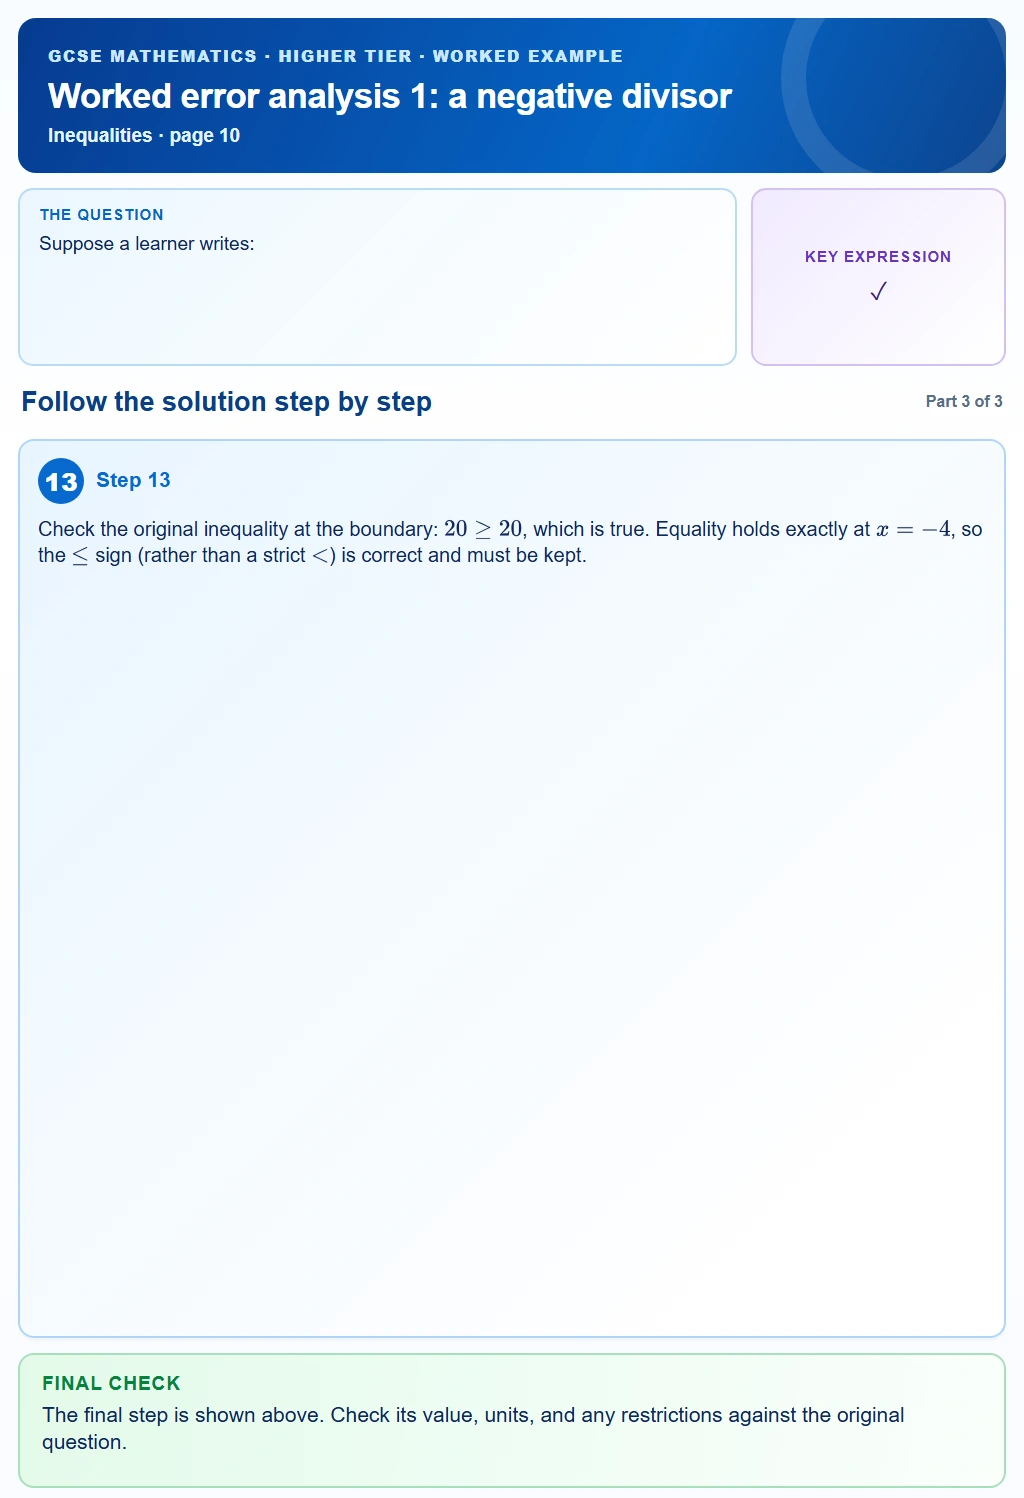 GCSE MATHEMATICS · HIGHER TIER · WORKED EXAMPLE
Worked error analysis 1: a negative divisor
Inequalities · page 10
THE QUESTION
Suppose a learner writes:
KEY EXPRESSION
✓
Follow the solution step by step
Part 3 of 3
13 Step 13
Check the original inequality at the boundary: 20 ≥ 20, which is true. Equality holds exactly at x = −4, so
the ≤ sign (rather than a strict <) is correct and must be kept.
FINAL CHECK
The final step is shown above. Check its value, units, and any restrictions against the original
question.